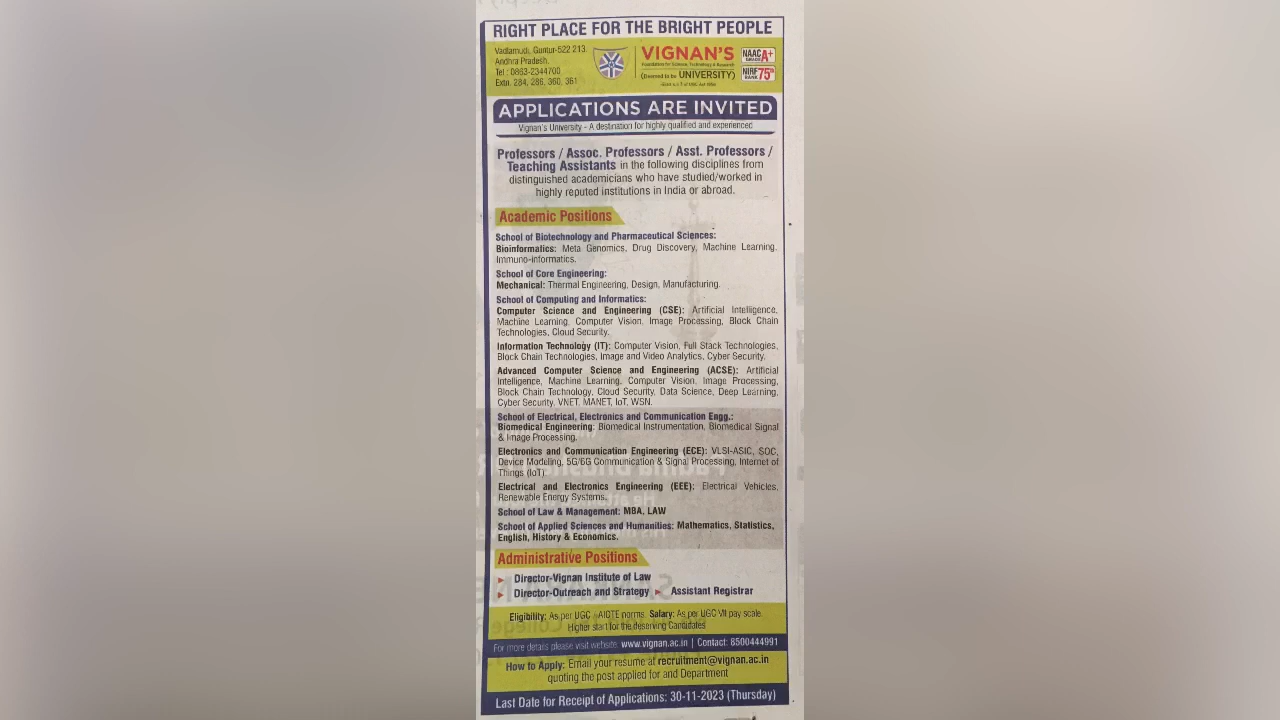 RIGHT PLACE FOR THE BRIGHT PEOPLE
Vadlamudi, Guntur-522 213.
Andhra Pradesh.
Tel : 0863-2344700
Extn. 284, 286, 360, 361
VIGNAN'S
Foundation for Science, Technology & Research
(Deemed to be UNIVERSITY)
NAAC GRADE A+
NIRF RANK 75th
APPLICATIONS ARE INVITED
Vignan's University - A destination for highly qualified and experienced
Professors / Assoc. Professors / Asst. Professors /
Teaching Assistants in the following disciplines from
distinguished academicians who have studied/worked in
highly reputed institutions in India or abroad.
Academic Positions
School of Biotechnology and Pharmaceutical Sciences:
Bioinformatics: Meta Genomics, Drug Discovery, Machine Learning,
Immuno-informatics.
School of Core Engineering:
Mechanical: Thermal Engineering, Design, Manufacturing.
School of Computing and Informatics:
Computer Science and Engineering (CSE): Artificial Intelligence,
Machine Learning, Computer Vision, Image Processing, Block Chain
Technologies, Cloud Security.
Information Technology (IT): Computer Vision, Full Stack Technologies,
Block Chain Technologies, Image and Video Analytics, Cyber Security.
Advanced Computer Science and Engineering (ACSE): Artificial
Intelligence, Machine Learning, Computer Vision, Image Processing,
Block Chain Technology, Cloud Security, Data Science, Deep Learning,
Cyber Security, VNET, MANET, IoT, WSN.
School of Electrical, Electronics and Communication Engg.:
Biomedical Engineering: Biomedical Instrumentation, Biomedical Signal
& Image Processing.
Electronics and Communication Engineering (ECE): VLSI-ASIC, SOC,
Device Modeling, 5G/6G Communication & Signal Processing, Internet of
Things (IoT)
Electrical and Electronics Engineering (EEE): Electrical Vehicles,
Renewable Energy Systems.
School of Law & Management: MBA, LAW
School of Applied Sciences and Humanities: Mathematics, Statistics,
English, History & Economics.
Administrative Positions
Director-Vignan Institute of Law
Director-Outreach and Strategy Assistant Registrar
Eligibility: As per UGC - AICTE norms. Salary: As per UGC VII pay scale.
Higher start for the deserving Candidates
For more details please visit website: www.vignan.ac.in | Contact: 8500444991
How to Apply: Email your resume at recruitment@vignan.ac.in
quoting the post applied for and Department
Last Date for Receipt of Applications: 30-11-2023 (Thursday)